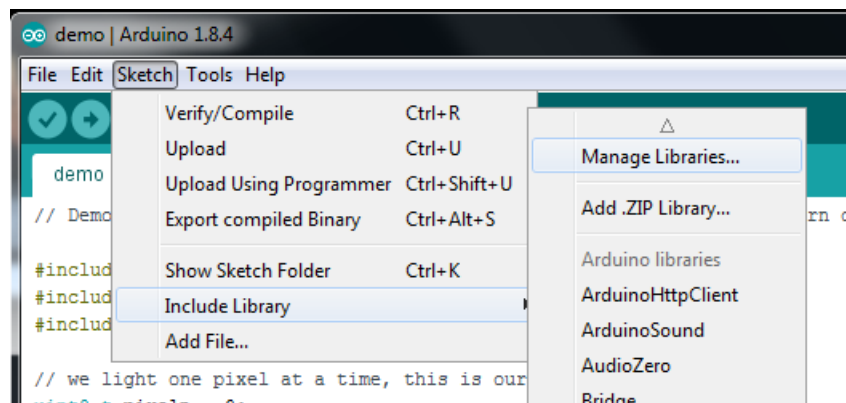 demo | Arduino 1.8.4
File Edit Sketch Tools Help
Verify/Compile Ctrl+R
Upload Ctrl+U
Upload Using Programmer Ctrl+Shift+U
Export compiled Binary Ctrl+Alt+S
Show Sketch Folder Ctrl+K
Include Library
Add File...
Manage Libraries...
Add .ZIP Library...
Arduino libraries
ArduinoHttpClient
ArduinoSound
AudioZero
Bridge
demo
// Demo
#includ
#includ
#includ
// we light one pixel at a time, this is our